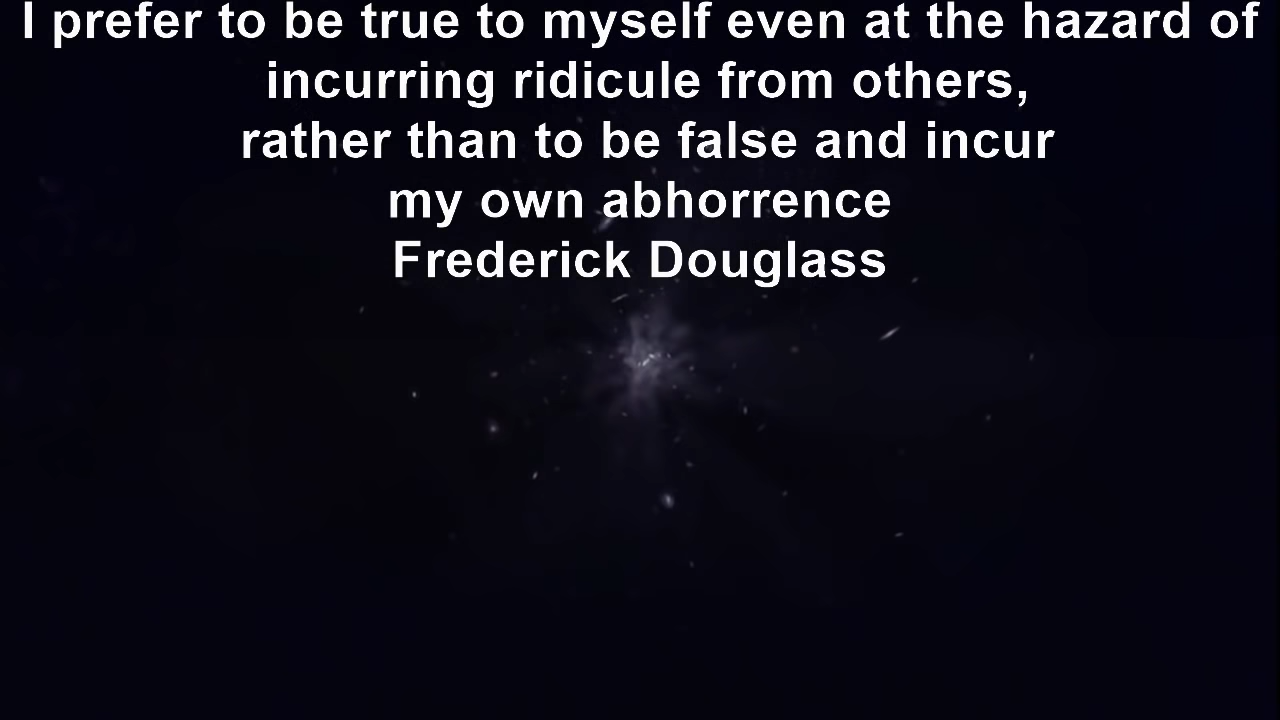 I prefer to be true to myself even at the hazard of
incurring ridicule from others,
rather than to be false and incur
my own abhorrence
Frederick Douglass